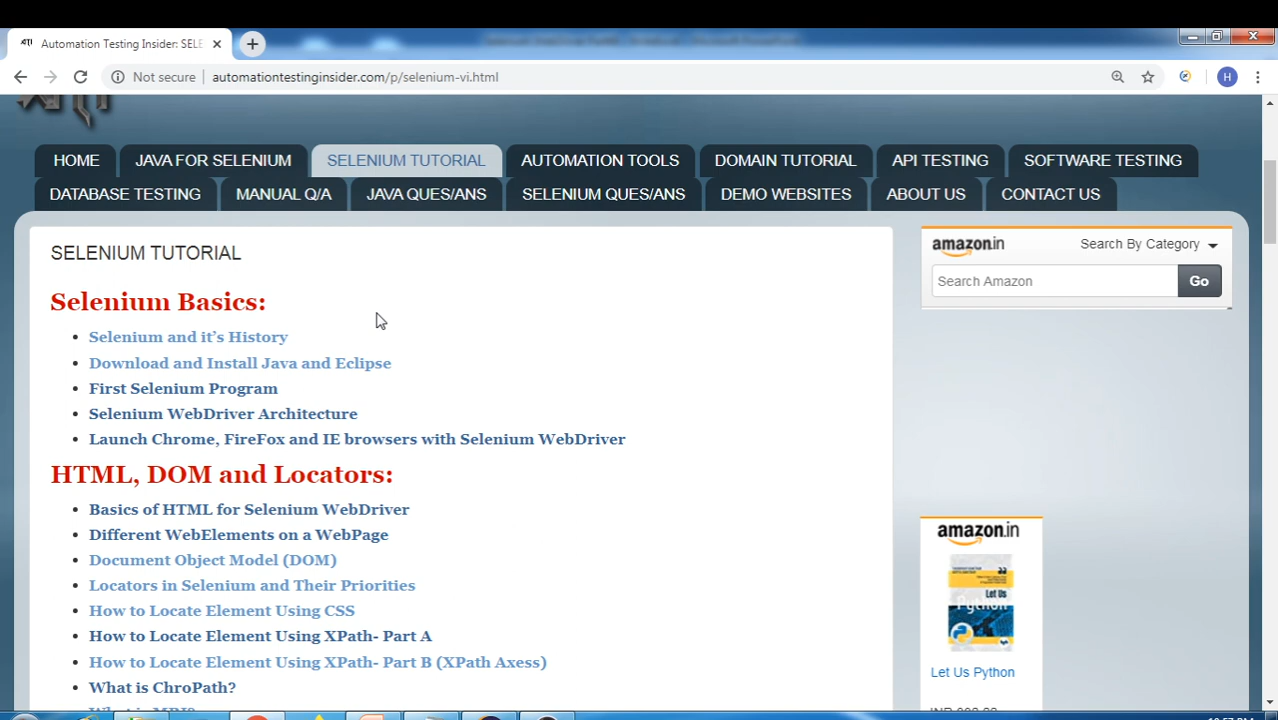 Automation Testing Insider: SELE
Not secure
automationtestinginsider.com/p/selenium-vi.html
H
HOME JAVA FOR SELENIUM SELENIUM TUTORIAL AUTOMATION TOOLS DOMAIN TUTORIAL API TESTING SOFTWARE TESTING
DATABASE TESTING MANUAL Q/A JAVA QUES/ANS SELENIUM QUES/ANS DEMO WEBSITES ABOUT US CONTACT US
SELENIUM TUTORIAL
Selenium Basics:
Selenium and it's History
Download and Install Java and Eclipse
First Selenium Program
Selenium WebDriver Architecture
Launch Chrome, FireFox and IE browsers with Selenium WebDriver
HTML, DOM and Locators:
Basics of HTML for Selenium WebDriver
Different WebElements on a WebPage
Document Object Model (DOM)
Locators in Selenium and Their Priorities
How to Locate Element Using CSS
How to Locate Element Using XPath- Part A
How to Locate Element Using XPath- Part B (XPath Axess)
What is ChroPath?
amazon.in Search By Category
Search Amazon Go
amazon.in
Let Us
Python
Let Us Python